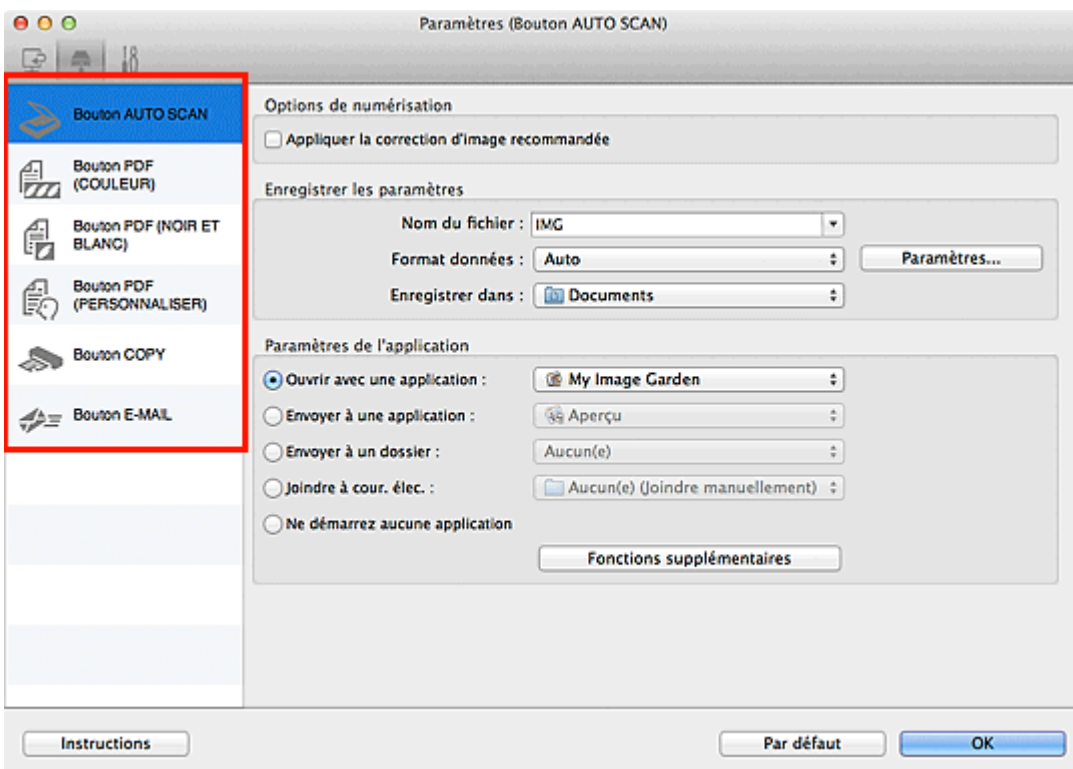 Paramètres (Bouton AUTO SCAN)
Bouton AUTO SCAN
Bouton PDF
(COULEUR)
Bouton PDF (NOIR ET
BLANC)
Bouton PDF
(PERSONNALISER)
Bouton COPY
Bouton E-MAIL
Options de numérisation
Appliquer la correction d'image recommandée
Enregistrer les paramètres
Nom du fichier : IMG
Format données : Auto Paramètres...
Enregistrer dans : Documents
Paramètres de l'application
Ouvrir avec une application : My Image Garden
Envoyer à une application : Aperçu
Envoyer à un dossier : Aucun(e)
Joindre à cour. élec. : Aucun(e) (Joindre manuellement)
Ne démarrez aucune application
Fonctions supplémentaires
Instructions Par défaut OK